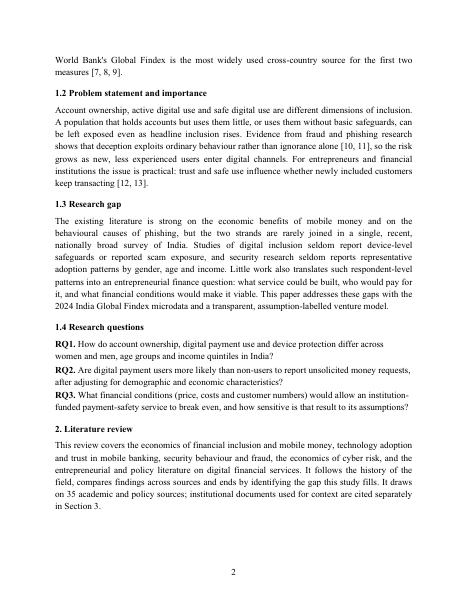 World Bank's Global Findex is the most widely used cross-country source for the first two
measures [7, 8, 9].
1.2 Problem statement and importance
Account ownership, active digital use and safe digital use are different dimensions of inclusion.
A population that holds accounts but uses them little, or uses them without basic safeguards, can
be left exposed even as headline inclusion rises. Evidence from fraud and phishing research
shows that deception exploits ordinary behaviour rather than ignorance alone [10, 11], so the risk
grows as new, less experienced users enter digital channels. For entrepreneurs and financial
institutions the issue is practical: trust and safe use influence whether newly included customers
keep transacting [12, 13].
1.3 Research gap
The existing literature is strong on the economic benefits of mobile money and on the
behavioural causes of phishing, but the two strands are rarely joined in a single, recent,
nationally broad survey of India. Studies of digital inclusion seldom report device-level
safeguards or reported scam exposure, and security research seldom reports representative
adoption patterns by gender, age and income. Little work also translates such respondent-level
patterns into an entrepreneurial finance question: what service could be built, who would pay for
it, and what financial conditions would make it viable. This paper addresses these gaps with the
2024 India Global Findex microdata and a transparent, assumption-labelled venture model.
1.4 Research questions
RQ1. How do account ownership, digital payment use and device protection differ across
women and men, age groups and income quintiles in India?
RQ2. Are digital payment users more likely than non-users to report unsolicited money requests,
after adjusting for demographic and economic characteristics?
RQ3. What financial conditions (price, costs and customer numbers) would allow an institution-
funded payment-safety service to break even, and how sensitive is that result to its assumptions?
2. Literature review
This review covers the economics of financial inclusion and mobile money, technology adoption
and trust in mobile banking, security behaviour and fraud, the economics of cyber risk, and the
entrepreneurial and policy literature on digital financial services. It follows the history of the
field, compares findings across sources and ends by identifying the gap this study fills. It draws
on 35 academic and policy sources; institutional documents used for context are cited separately
in Section 3.
2